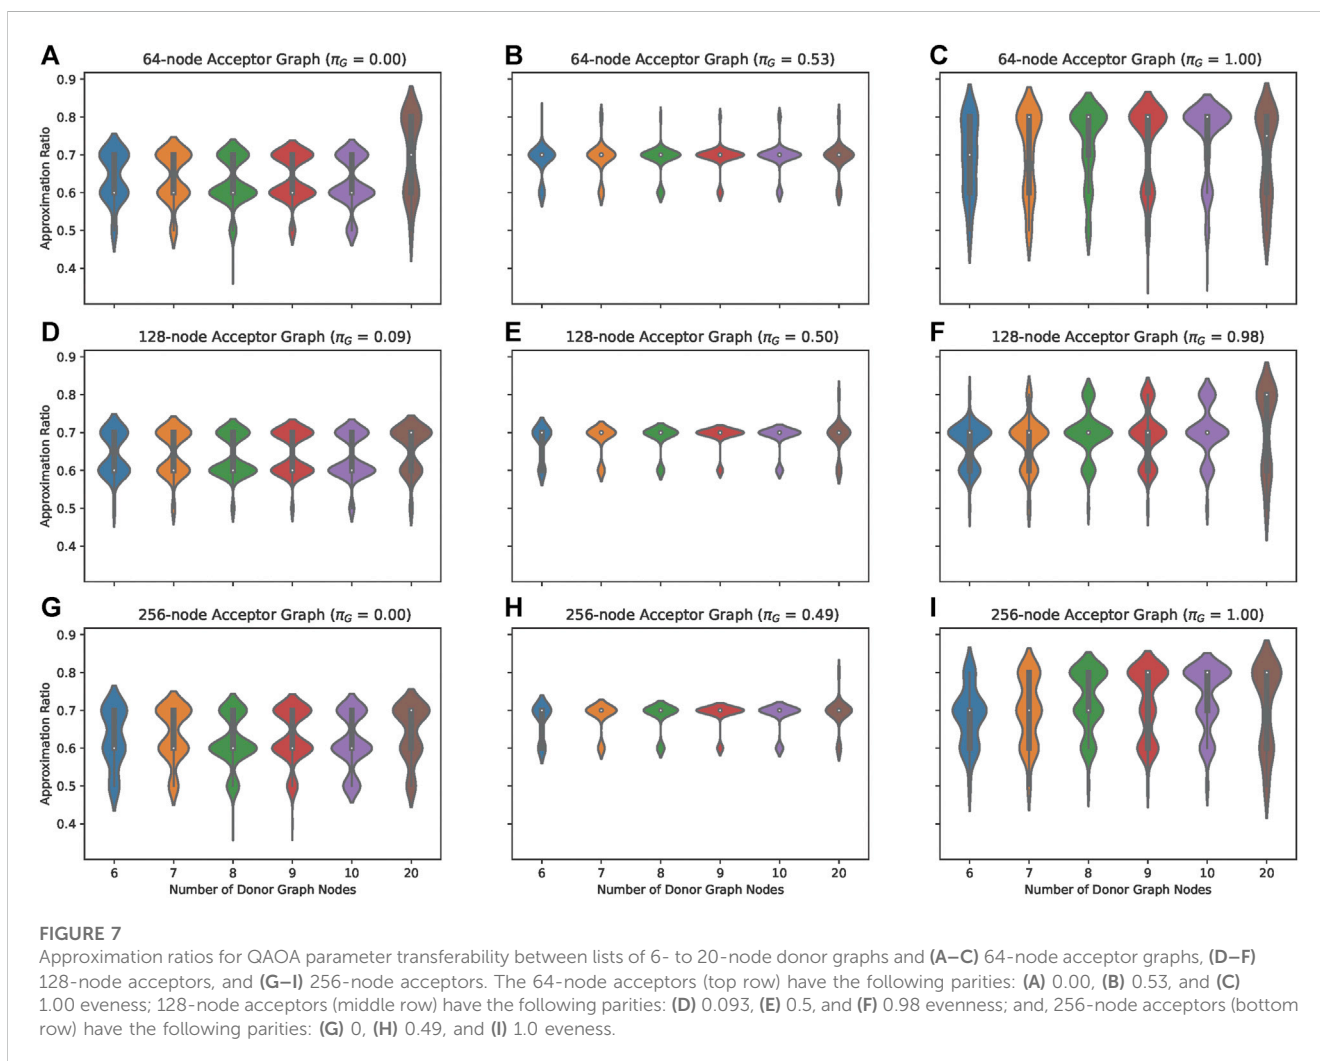 A
64-node Acceptor Graph (π_G = 0.00)
B
64-node Acceptor Graph (π_G = 0.53)
C
64-node Acceptor Graph (π_G = 1.00)
Approximation Ratio
0.9
0.8
0.7
0.6
0.5
0.4
D
128-node Acceptor Graph (π_G = 0.09)
E
128-node Acceptor Graph (π_G = 0.50)
F
128-node Acceptor Graph (π_G = 0.98)
Approximation Ratio
0.9
0.8
0.7
0.6
0.5
0.4
G
256-node Acceptor Graph (π_G = 0.00)
H
256-node Acceptor Graph (π_G = 0.49)
I
256-node Acceptor Graph (π_G = 1.00)
Approximation Ratio
0.9
0.8
0.7
0.6
0.5
0.4
6 7 8 9 10 20
Number of Donor Graph Nodes
6 7 8 9 10 20
Number of Donor Graph Nodes
6 7 8 9 10 20
Number of Donor Graph Nodes
FIGURE 7
Approximation ratios for QAOA parameter transferability between lists of 6- to 20-node donor graphs and (A–C) 64-node acceptor graphs, (D–F)
128-node acceptors, and (G–I) 256-node acceptors. The 64-node acceptors (top row) have the following parities: (A) 0.00, (B) 0.53, and (C)
1.00 eveness; 128-node acceptors (middle row) have the following parities: (D) 0.093, (E) 0.5, and (F) 0.98 evenness; and, 256-node acceptors (bottom
row) have the following parities: (G) 0, (H) 0.49, and (I) 1.0 eveness.